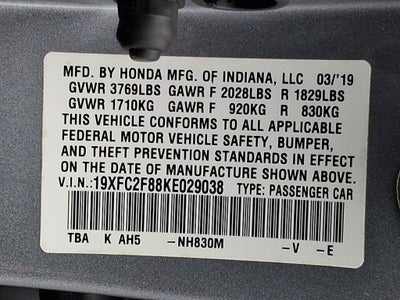 MFD. BY HONDA MFG. OF INDIANA, LLC 03/'19
GVWR 3769LBS GAWR F 2028LBS R 1829LBS
GVWR 1710KG GAWR F 920KG R 830KG
THIS VEHICLE CONFORMS TO ALL APPLICABLE
FEDERAL MOTOR VEHICLE SAFETY, BUMPER,
AND THEFT PREVENTION STANDARDS IN EFFECT
ON THE DATE OF MANUFACTURE SHOWN ABOVE.
V.I.N.:19XFC2F88KE029038 TYPE: PASSENGER CAR
TBA K AH5 -NH830M -V -E